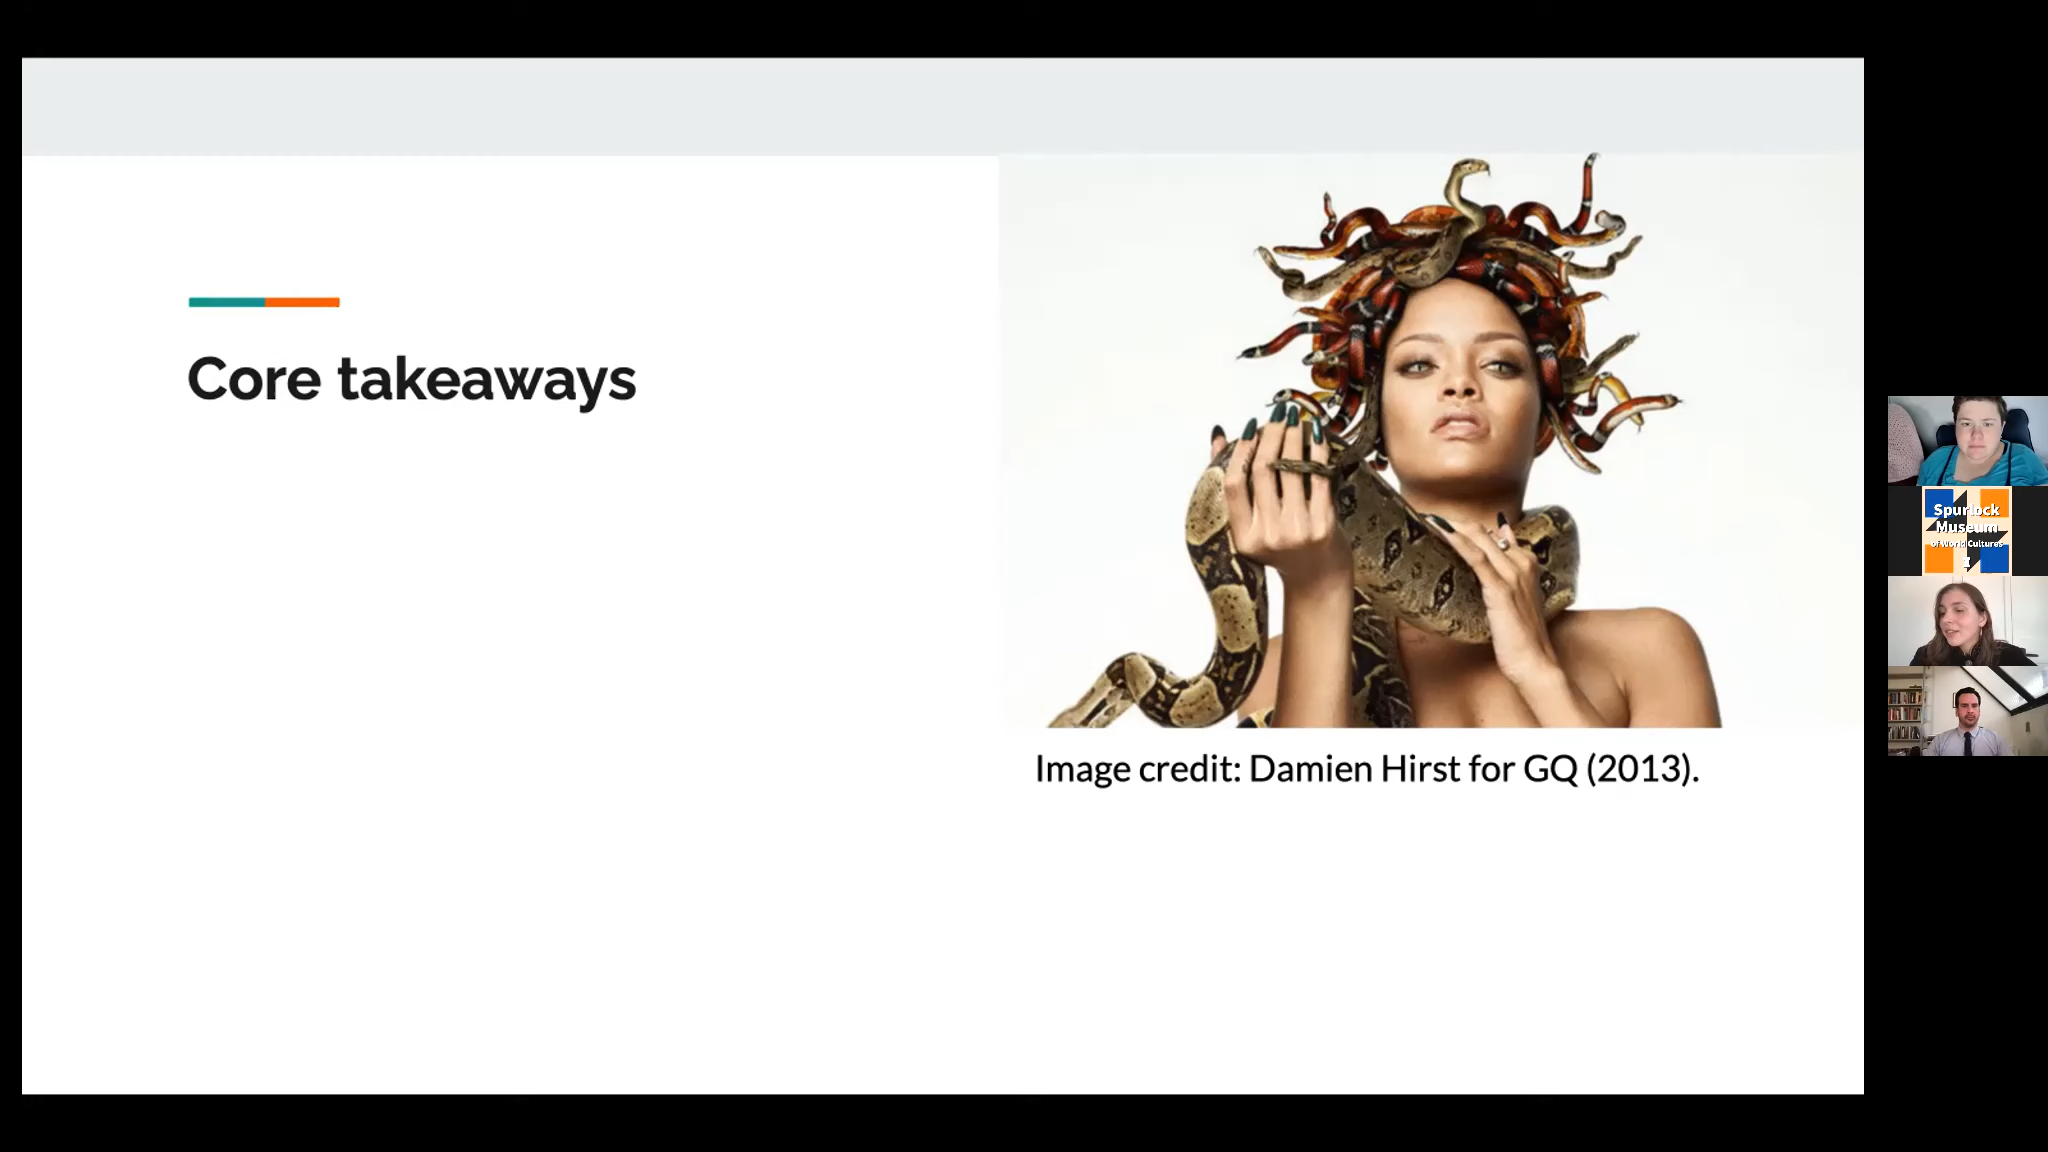 Core takeaways
Image credit: Damien Hirst for GQ (2013).
Spurlock
Museum
of World Cultures
I